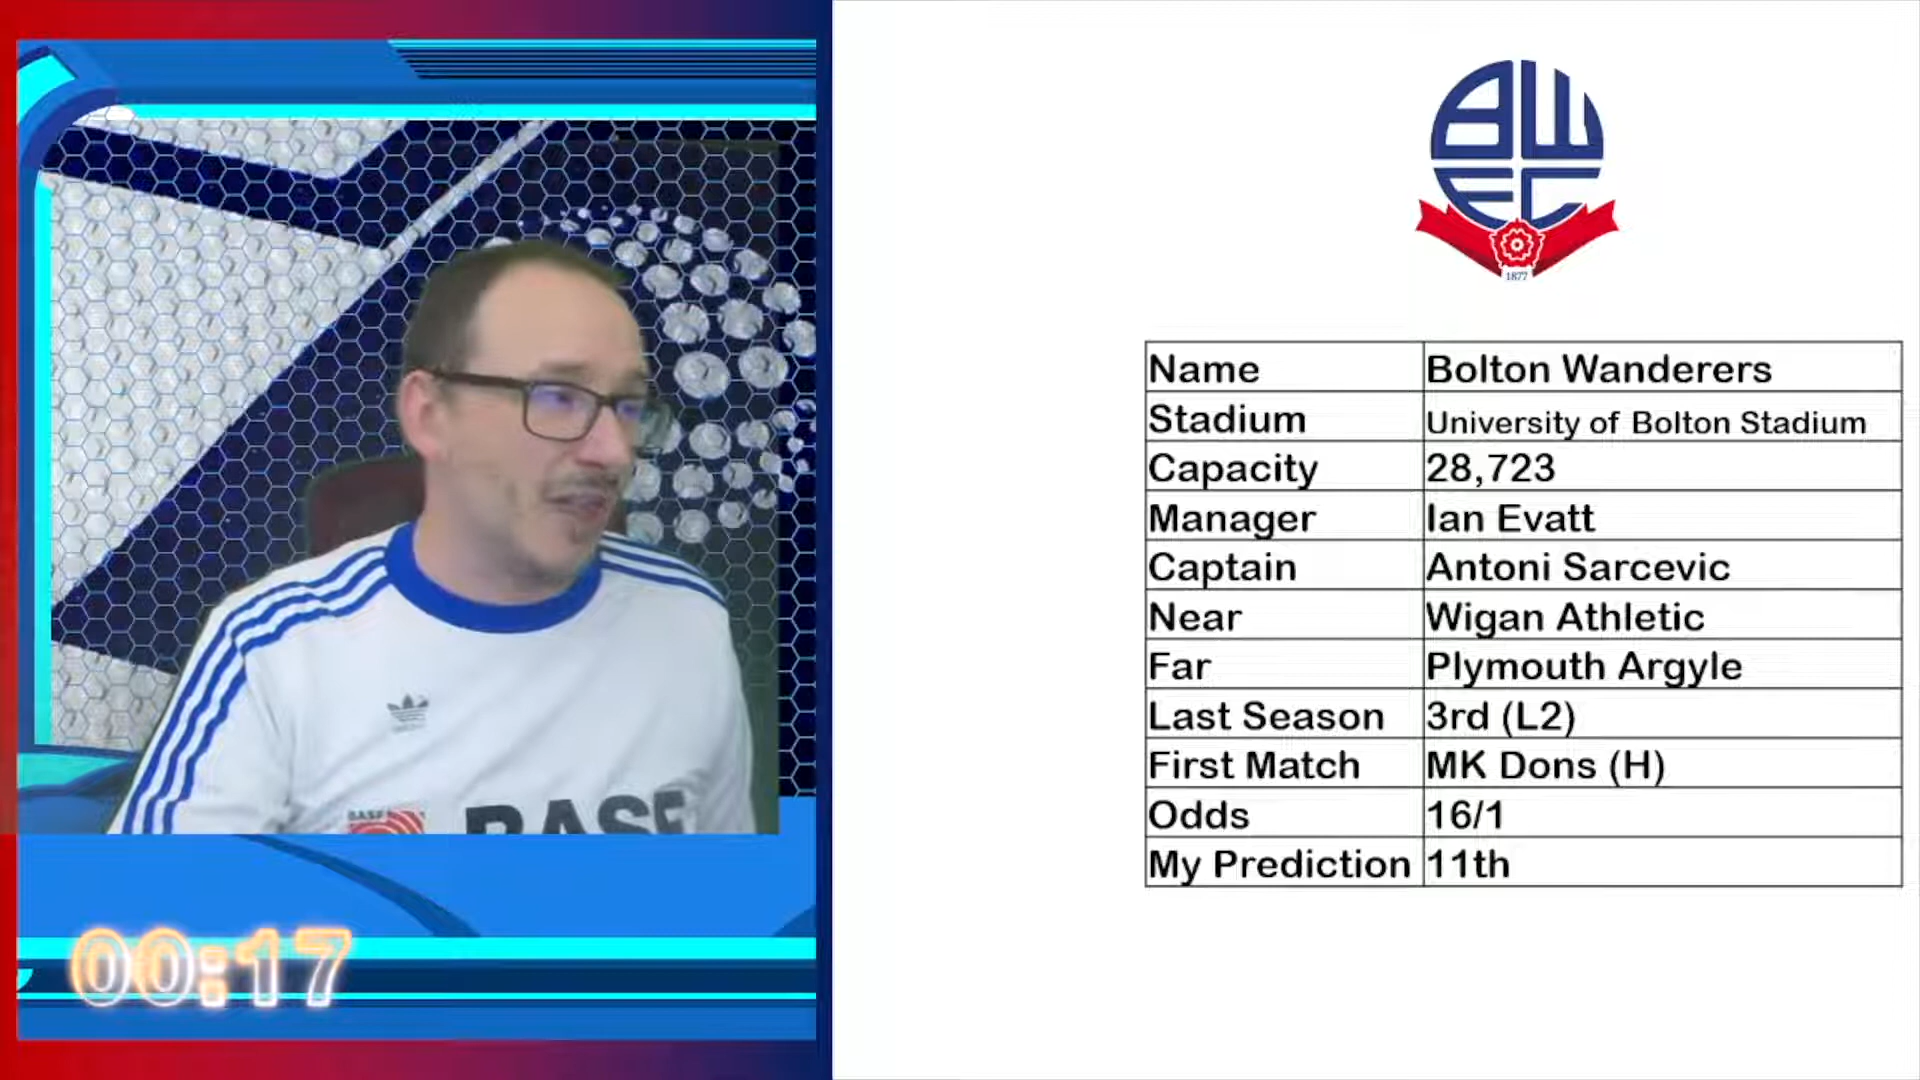 BWFC
1877
Name Bolton Wanderers
Stadium University of Bolton Stadium
Capacity 28,723
Manager Ian Evatt
Captain Antoni Sarcevic
Near Wigan Athletic
Far Plymouth Argyle
Last Season 3rd (L2)
First Match MK Dons (H)
Odds 16/1
My Prediction 11th
BASF
BASF
00:17